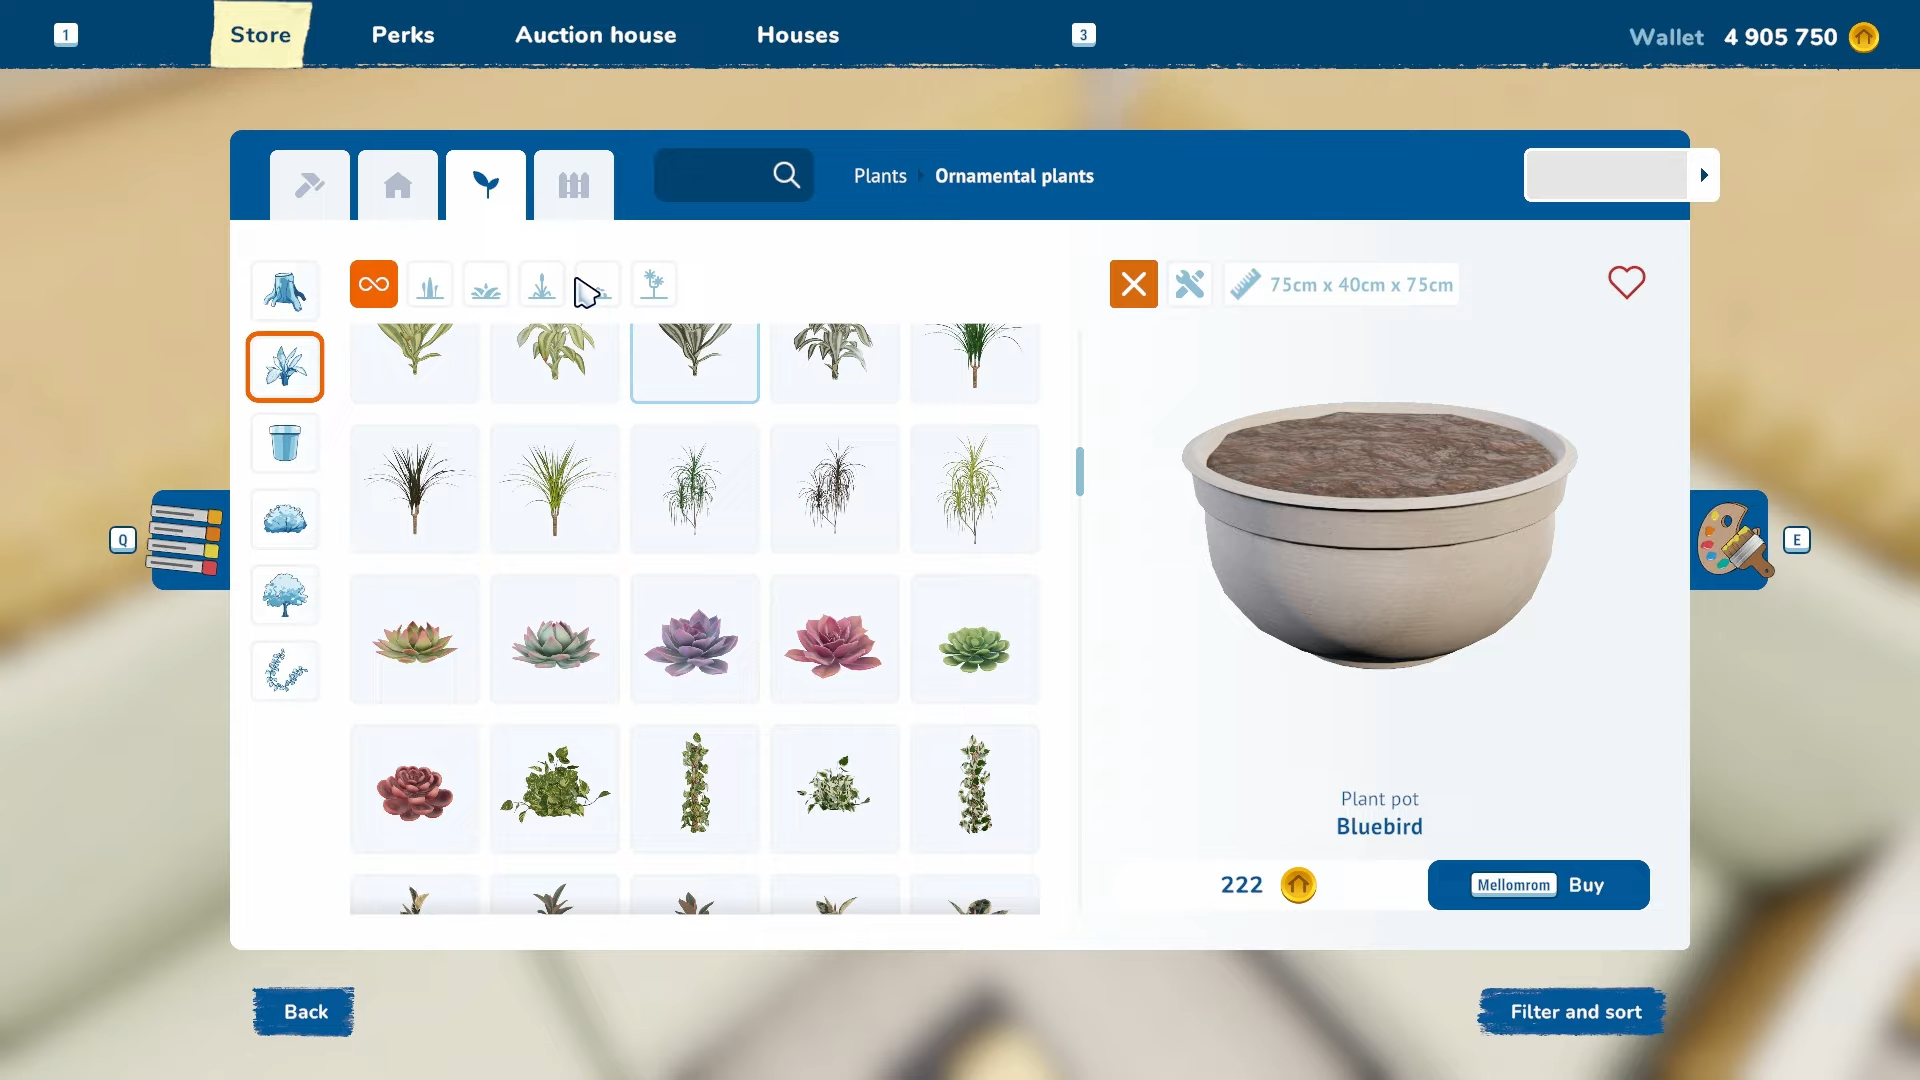 1
Store
Perks
Auction house
Houses
3
Wallet 4 905 750
Plants
Ornamental plants
75cm x 40cm x 75cm
Q
E
Plant pot
Bluebird
222
Mellomrom Buy
Back
Filter and sort